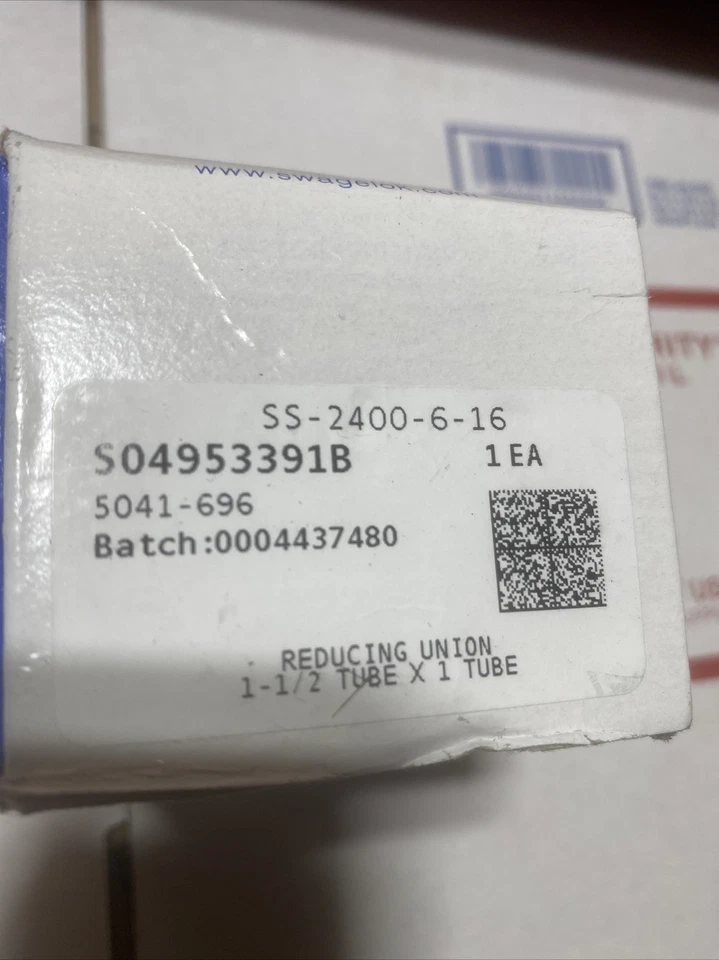 www.swagelok.com
SS-2400-6-16
S04953391B 1 EA
5041-696
Batch:0004437480
REDUCING UNION
1-1/2 TUBE X 1 TUBE